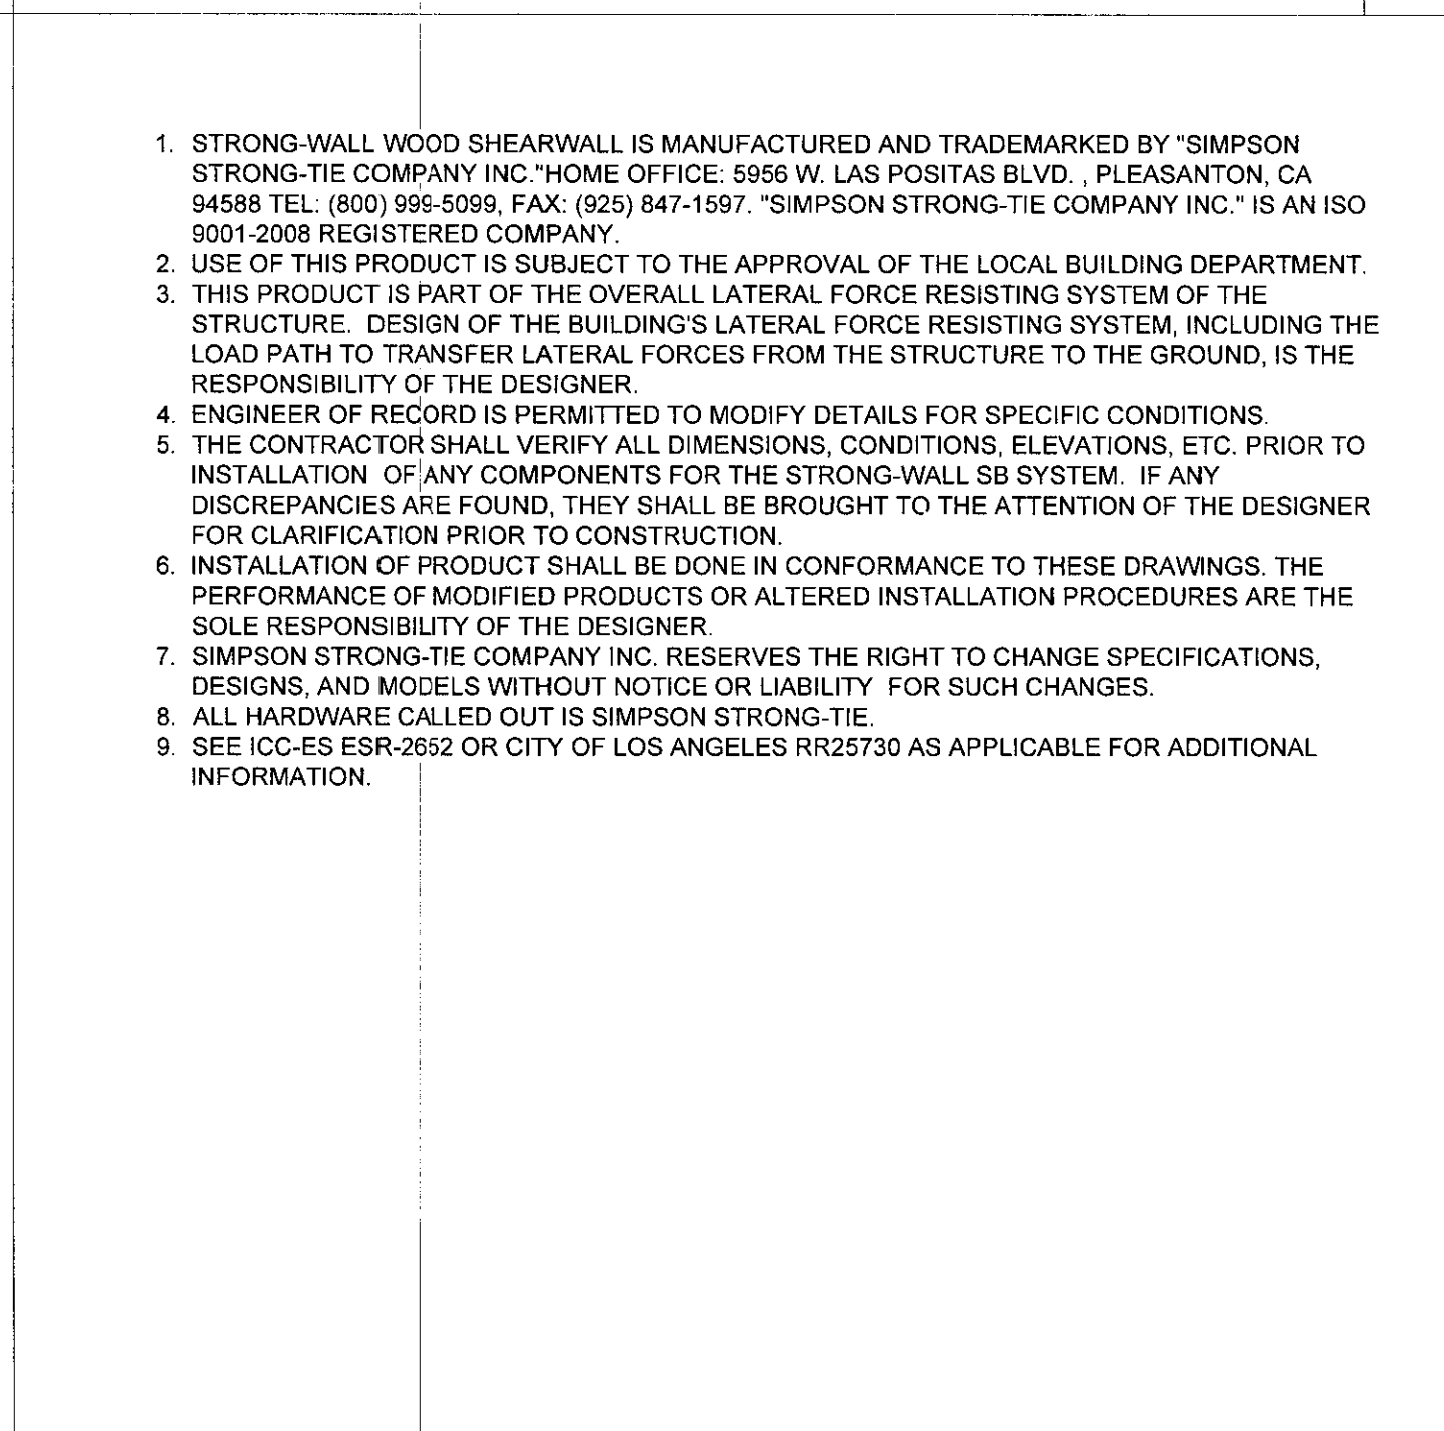 1. STRONG-WALL WOOD SHEARWALL IS MANUFACTURED AND TRADEMARKED BY "SIMPSON
STRONG-TIE COMPANY INC."HOME OFFICE: 5956 W. LAS POSITAS BLVD. , PLEASANTON, CA
94588 TEL: (800) 999-5099, FAX: (925) 847-1597. "SIMPSON STRONG-TIE COMPANY INC." IS AN ISO
9001-2008 REGISTERED COMPANY.
2. USE OF THIS PRODUCT IS SUBJECT TO THE APPROVAL OF THE LOCAL BUILDING DEPARTMENT.
3. THIS PRODUCT IS PART OF THE OVERALL LATERAL FORCE RESISTING SYSTEM OF THE
STRUCTURE.  DESIGN OF THE BUILDING'S LATERAL FORCE RESISTING SYSTEM, INCLUDING THE
LOAD PATH TO TRANSFER LATERAL FORCES FROM THE STRUCTURE TO THE GROUND, IS THE
RESPONSIBILITY OF THE DESIGNER.
4. ENGINEER OF RECORD IS PERMITTED TO MODIFY DETAILS FOR SPECIFIC CONDITIONS.
5. THE CONTRACTOR SHALL VERIFY ALL DIMENSIONS, CONDITIONS, ELEVATIONS, ETC. PRIOR TO
INSTALLATION  OF ANY COMPONENTS FOR THE STRONG-WALL SB SYSTEM.  IF ANY
DISCREPANCIES ARE FOUND, THEY SHALL BE BROUGHT TO THE ATTENTION OF THE DESIGNER
FOR CLARIFICATION PRIOR TO CONSTRUCTION.
6. INSTALLATION OF PRODUCT SHALL BE DONE IN CONFORMANCE TO THESE DRAWINGS. THE
PERFORMANCE OF MODIFIED PRODUCTS OR ALTERED INSTALLATION PROCEDURES ARE THE
SOLE RESPONSIBILITY OF THE DESIGNER.
7. SIMPSON STRONG-TIE COMPANY INC. RESERVES THE RIGHT TO CHANGE SPECIFICATIONS,
DESIGNS, AND MODELS WITHOUT NOTICE OR LIABILITY  FOR SUCH CHANGES.
8. ALL HARDWARE CALLED OUT IS SIMPSON STRONG-TIE.
9. SEE ICC-ES ESR-2652 OR CITY OF LOS ANGELES RR25730 AS APPLICABLE FOR ADDITIONAL
INFORMATION.